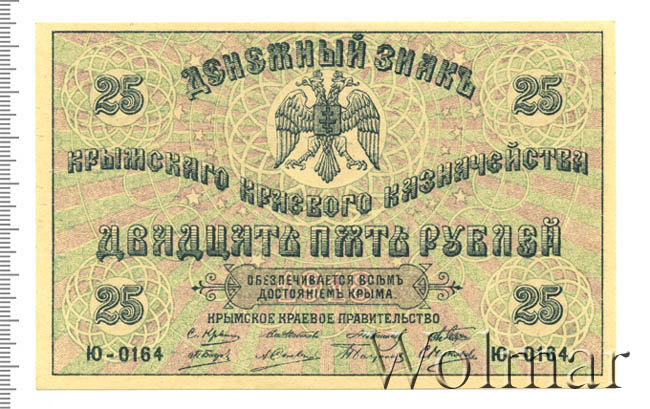 ДЕНЕЖНЫЙ ЗНАКЪ
25 25
КРЫМСКАГО КРАЕВОГО КАЗНАЧЕЙСТВА
ДВАДЦАТЬ ПЯТЬ РУБЛЕЙ
ОБЕЗПЕЧИВАЕТСЯ ВСѢМЪ
ДОСТОЯНІЕМЪ КРЫМА
25 25
КРЫМСКОЕ КРАЕВОЕ ПРАВИТЕЛЬСТВО
Ю-0164 Ю-0164
Wolmar